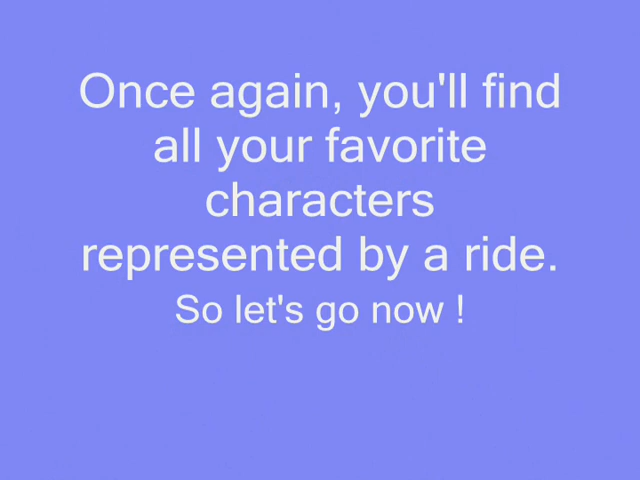 Once again, you'll find
all your favorite
characters
represented by a ride.
So let's go now !